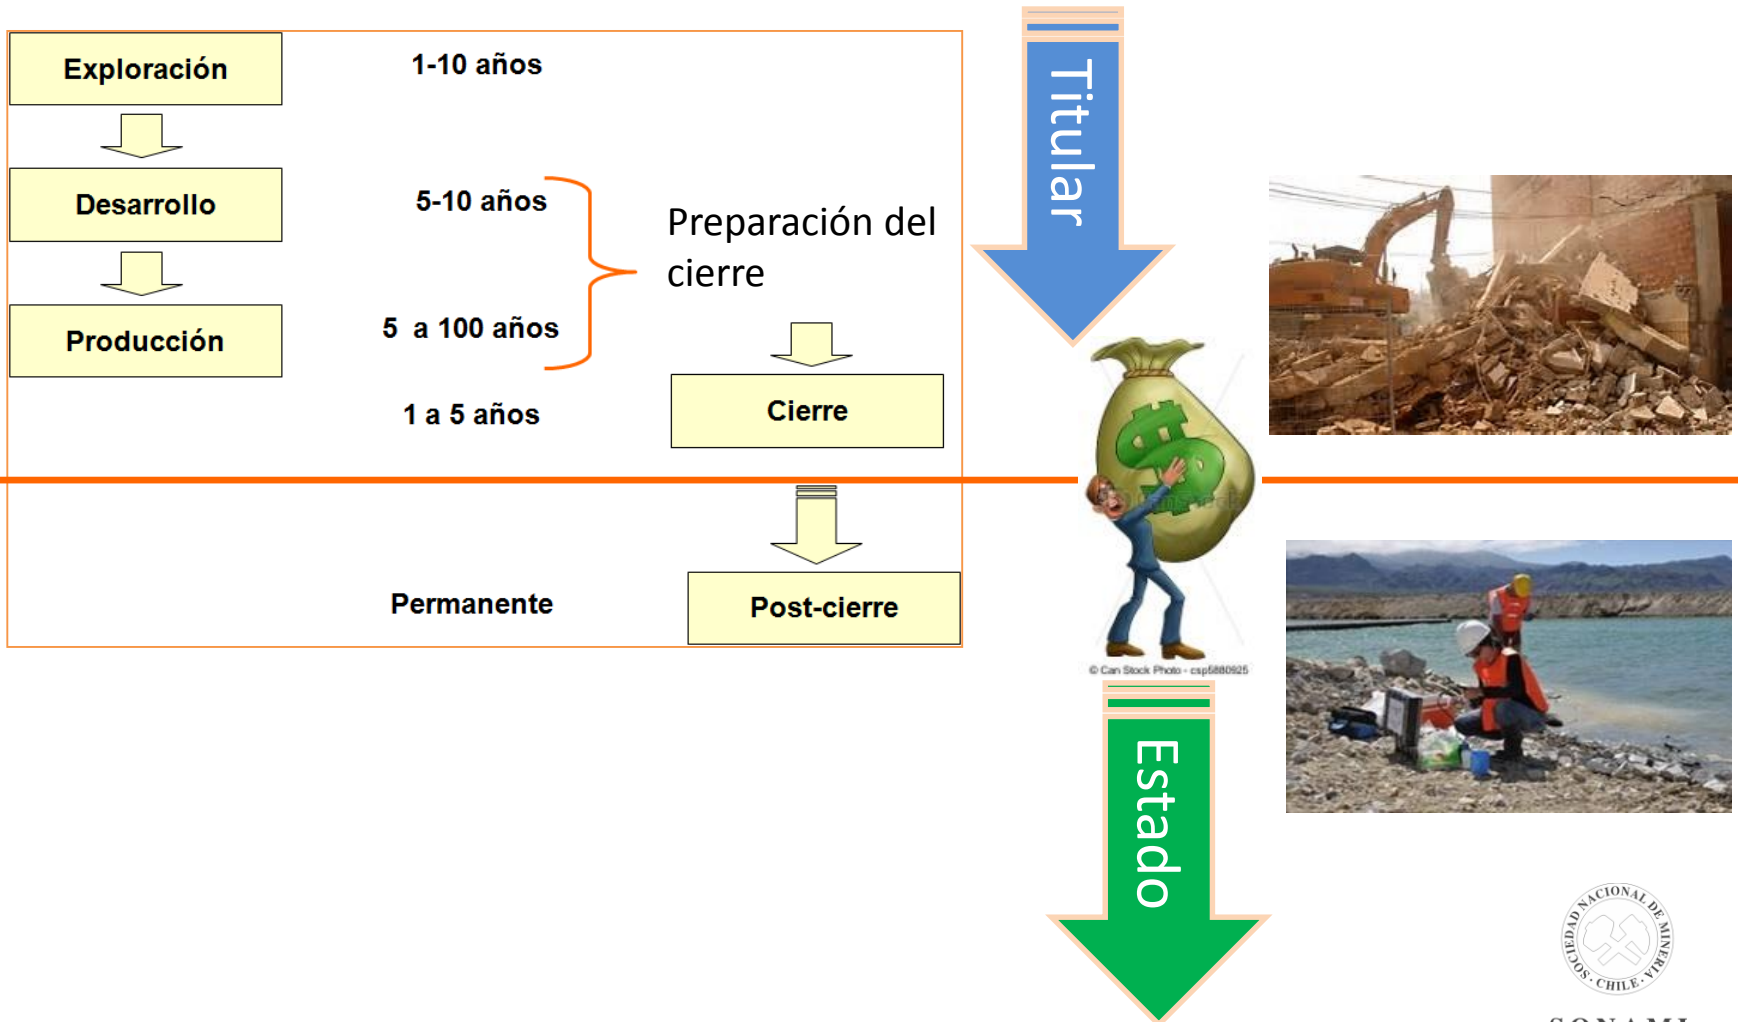 Exploración
1-10 años
Desarrollo
5-10 años
Producción
5 a 100 años
Preparación del
cierre
1 a 5 años
Cierre
Permanente
Post-cierre
Titular
© Can Stock Photo - csp5880925
Estado
SOCIEDAD NACIONAL DE MINERIA
· CHILE ·
SONAMI